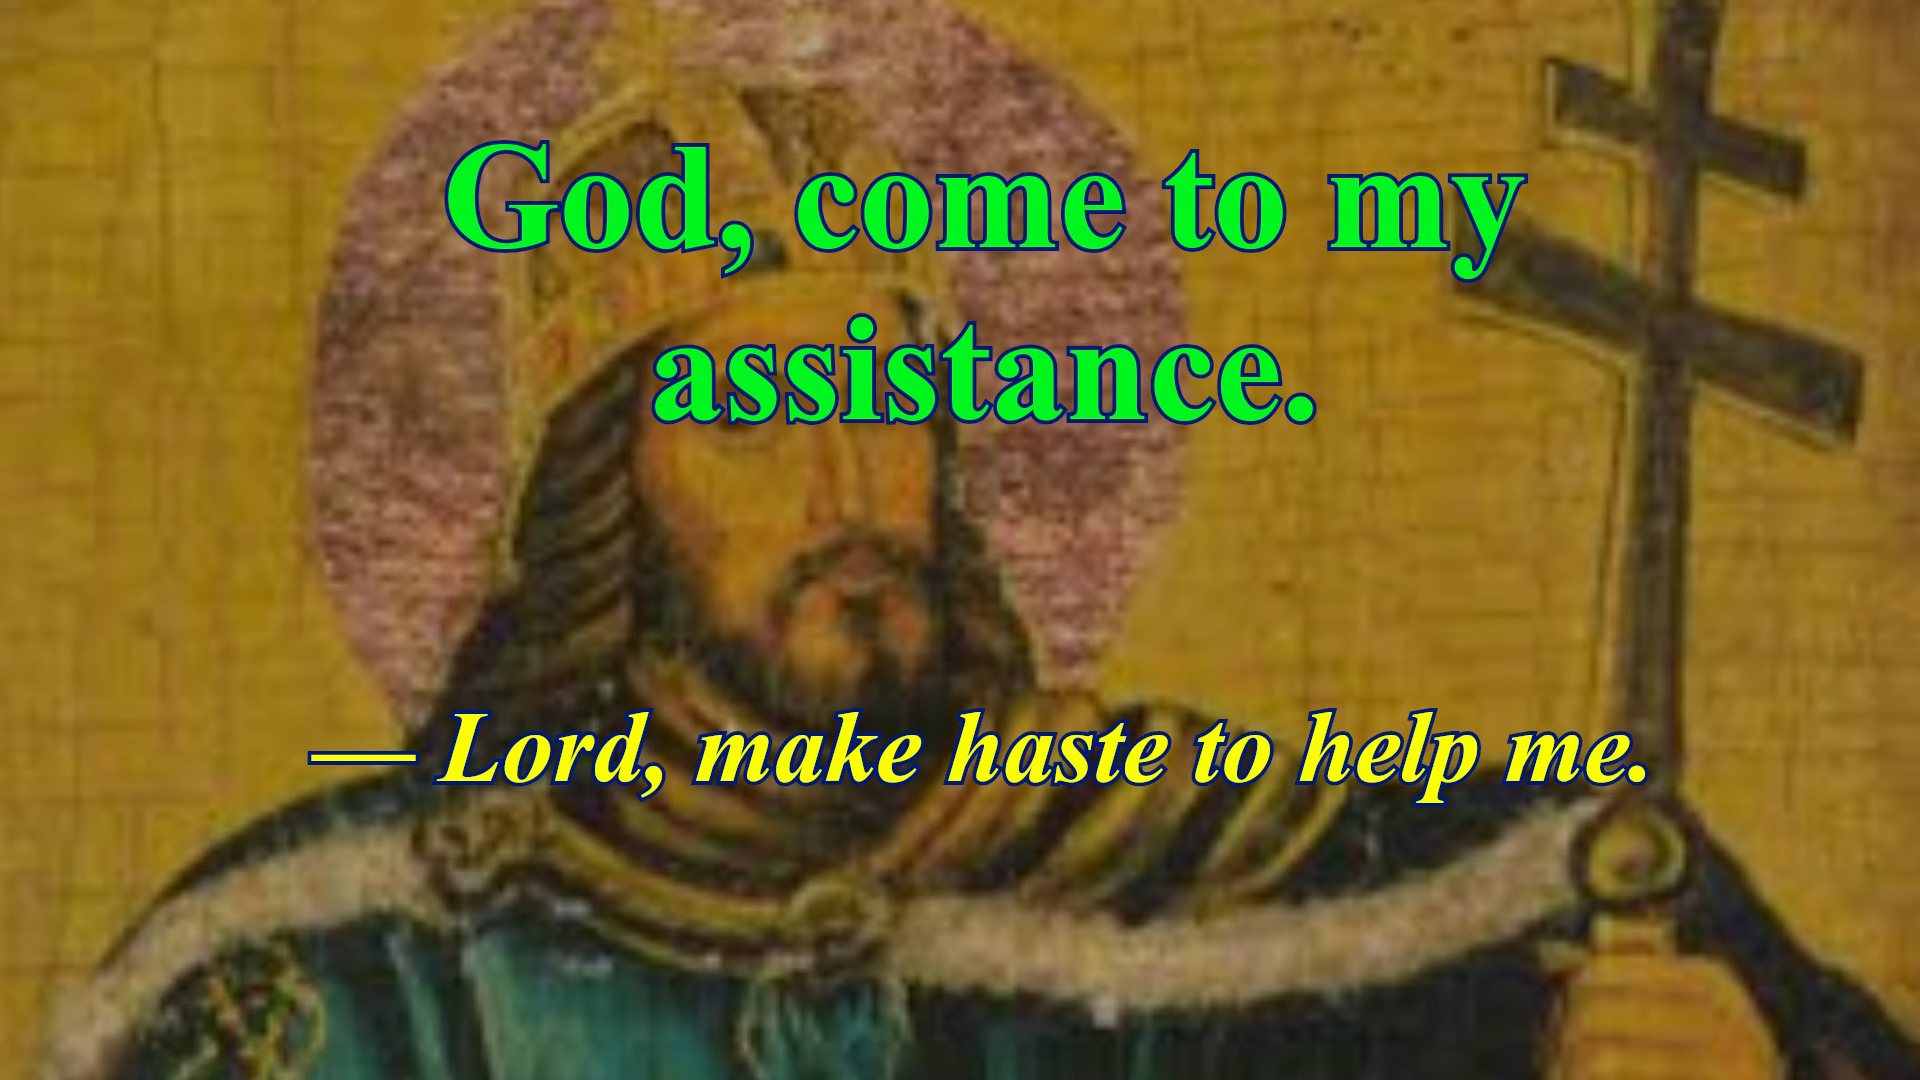 God, come to my
assistance.
— Lord, make haste to help me.